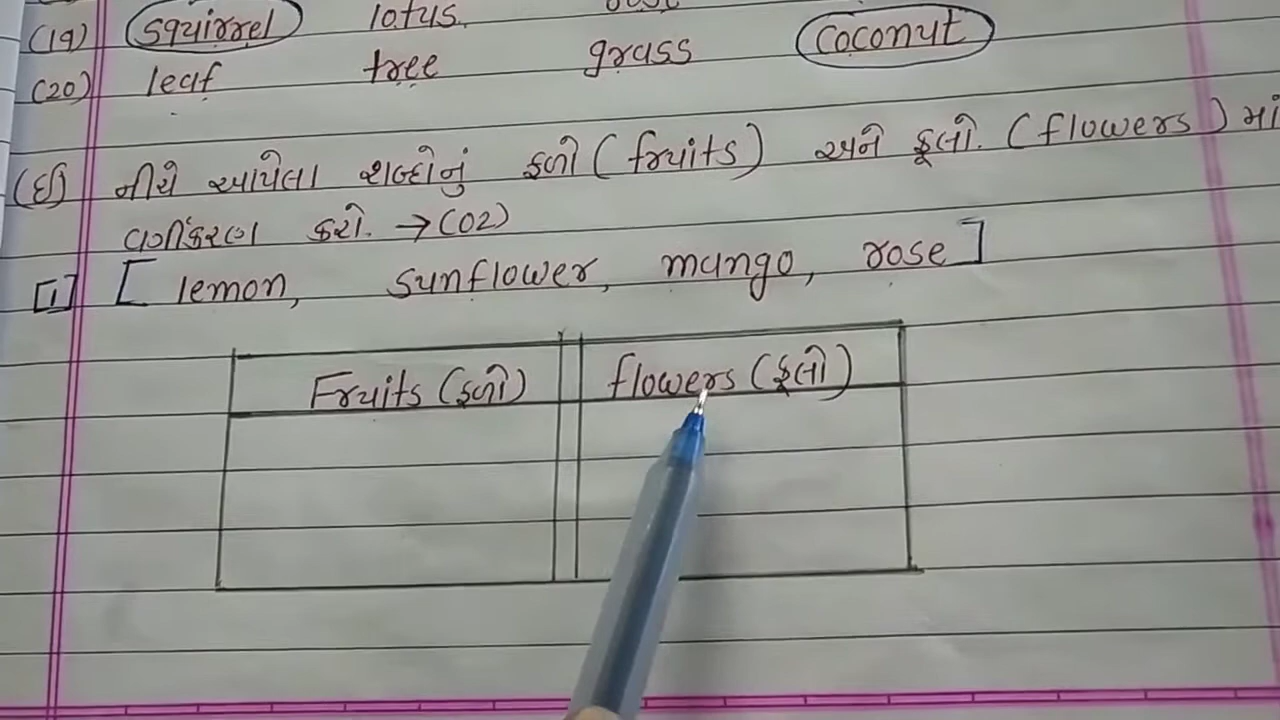 (19) squirrel lotus
(20) leaf tree grass coconut
(ઈ) નીચે આપેલા શબ્દોનું ફળો (fruits) અને ફૂલો. (flowers) માં
વર્ગીકરણ કરો. → (02)
[1] [ lemon, sunflower, mango, rose ]
Fruits (ફળો) flowers (ફૂલો)